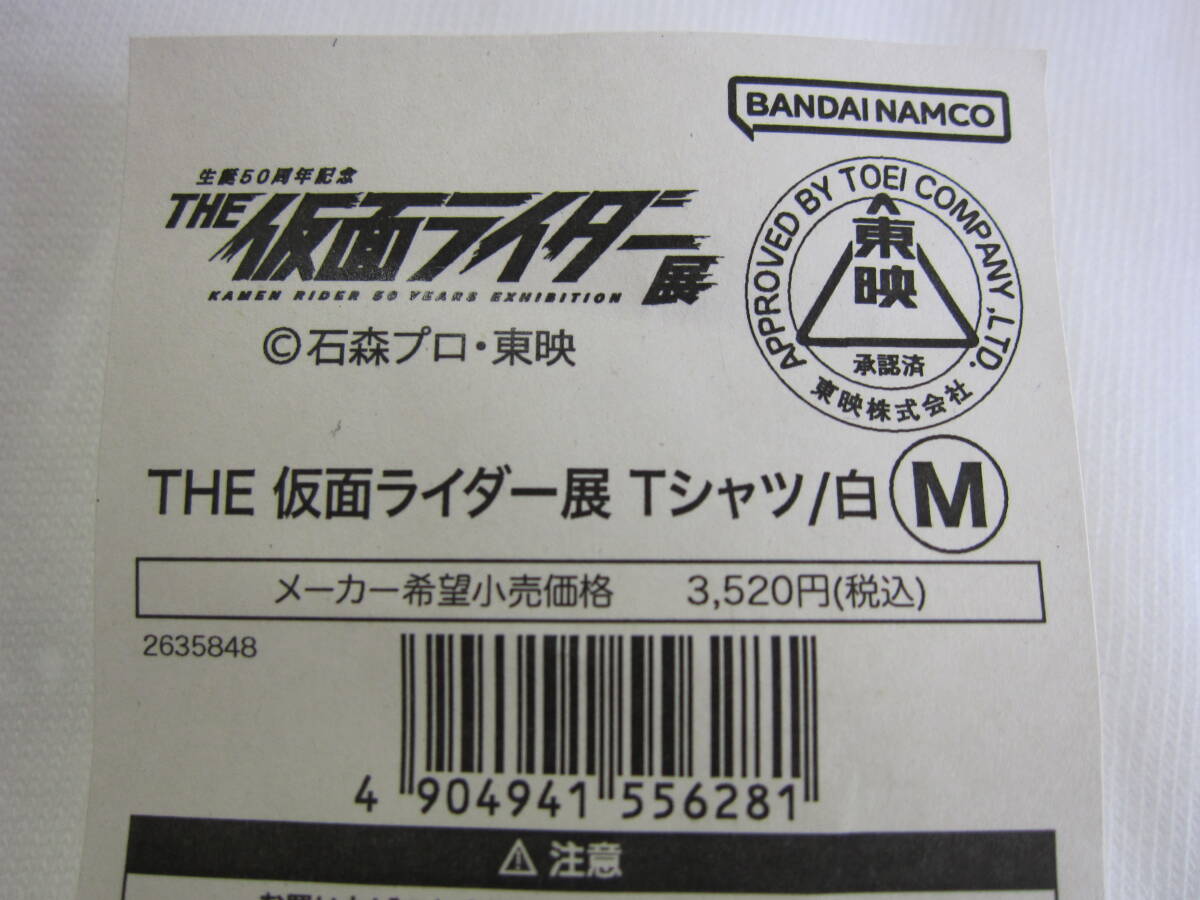 BANDAI NAMCO
生誕50周年記念
THE 仮面ライダー展
KAMEN RIDER 50 YEARS EXHIBITION
©石森プロ・東映
APPROVED BY TOEI COMPANY, LTD.
東映
承認済
東映株式会社
THE 仮面ライダー展 Tシャツ/白 M
メーカー希望小売価格 3,520円(税込)
2635848
4 904941 556281
⚠注意